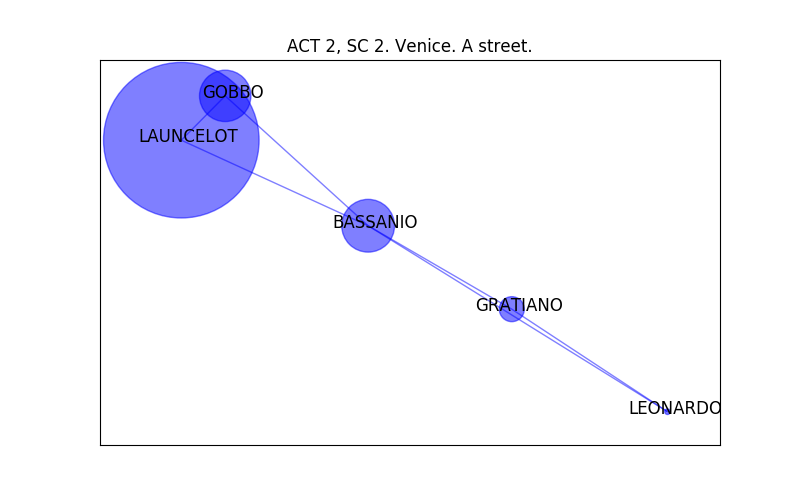 ACT 2, SC 2. Venice. A street.
GOBBO
LAUNCELOT
BASSANIO
GRATIANO
LEONARDO